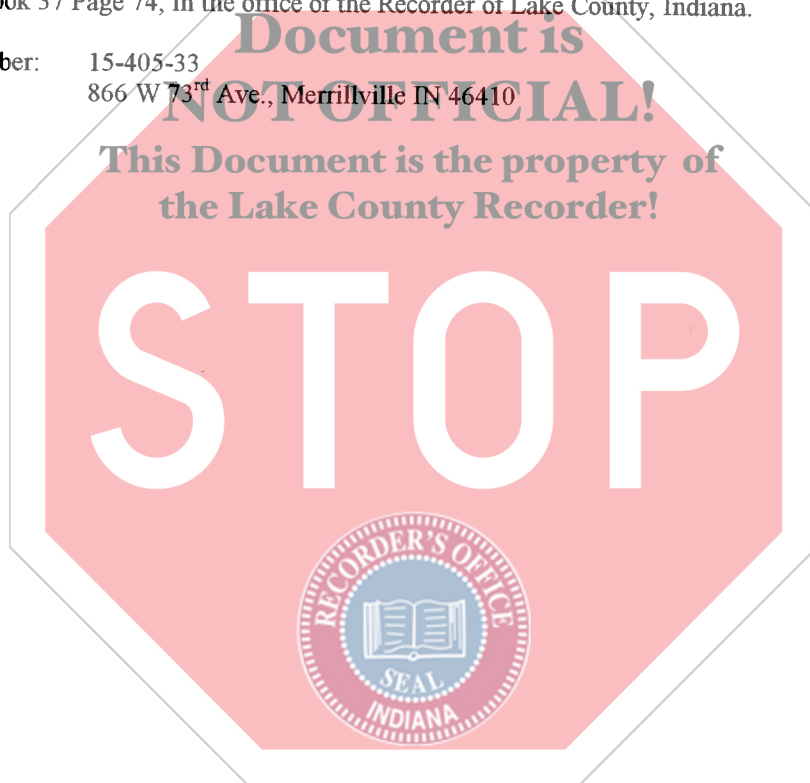 ook 57 Page 74, in the office of the Recorder of Lake County, Indiana.
Document is
ber: 15-405-33
866 W 73rd Ave., Merrillville IN 46410
NOT OFFICIAL!
This Document is the property of
the Lake County Recorder!
STOP
RECORDER'S OFFICE
SEAL
INDIANA